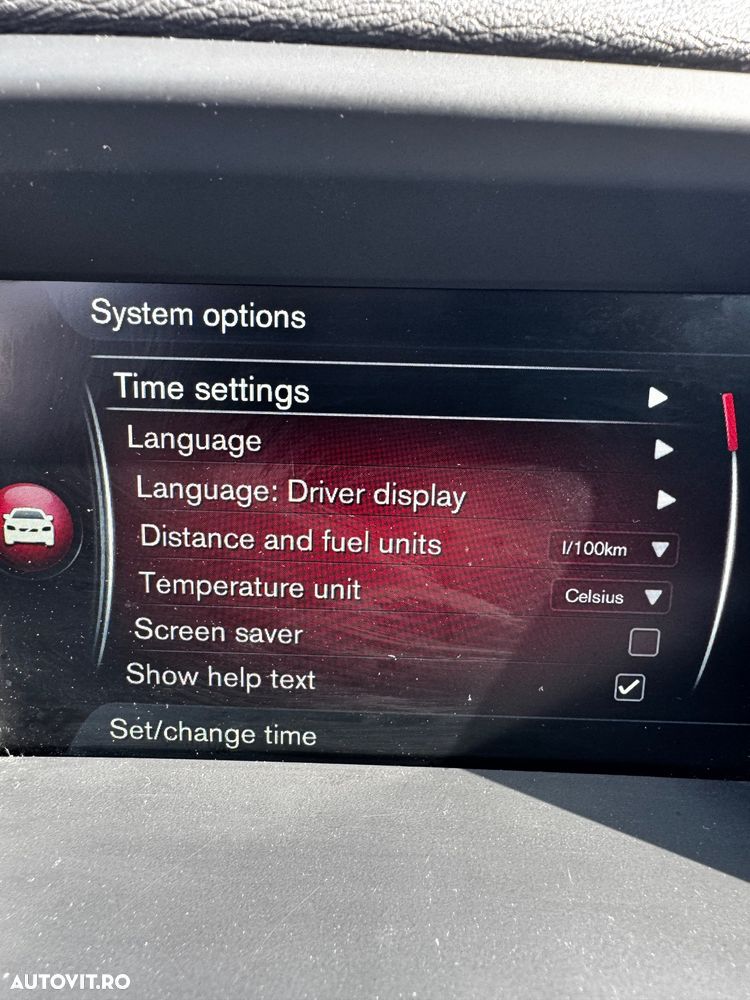 System options
Time settings
Language
Language: Driver display
Distance and fuel units l/100km
Temperature unit Celsius
Screen saver
Show help text
Set/change time
AUTOVIT.RO